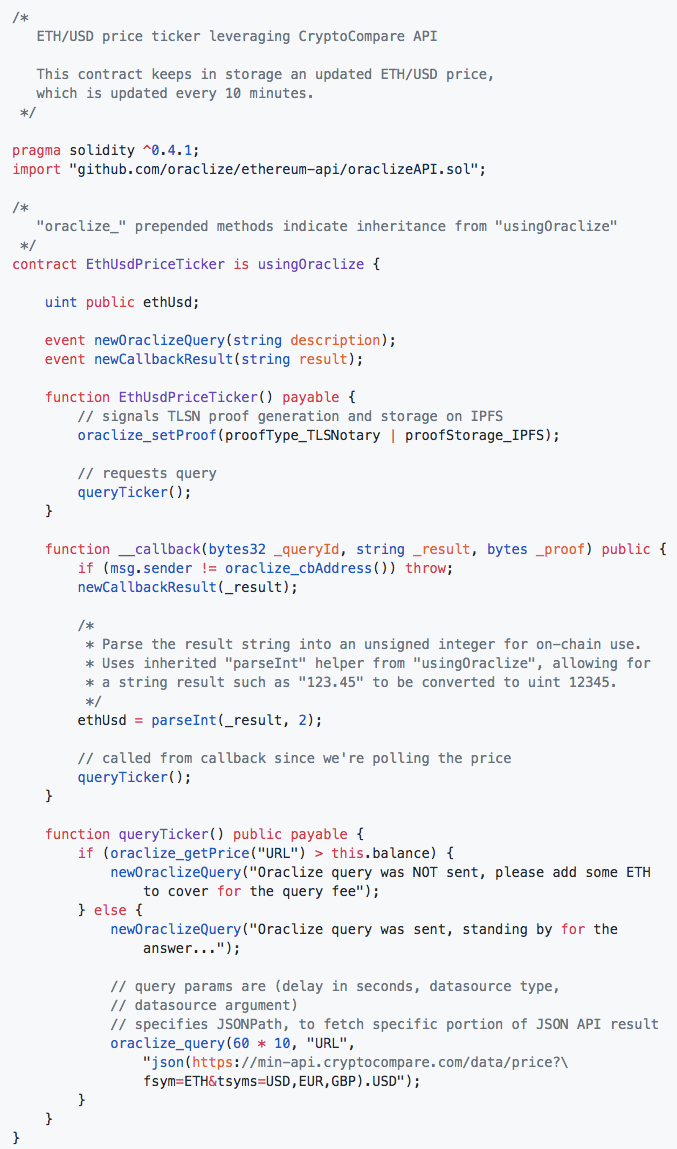 /*
    ETH/USD price ticker leveraging CryptoCompare API

    This contract keeps in storage an updated ETH/USD price,
    which is updated every 10 minutes.
 */

pragma solidity ^0.4.1;
import "github.com/oraclize/ethereum-api/oraclizeAPI.sol";

/*
   "oraclize_" prepended methods indicate inheritance from "usingOraclize"
 */
contract EthUsdPriceTicker is usingOraclize {

    uint public ethUsd;

    event newOraclizeQuery(string description);
    event newCallbackResult(string result);

    function EthUsdPriceTicker() payable {
        // signals TLSN proof generation and storage on IPFS
        oraclize_setProof(proofType_TLSNotary | proofStorage_IPFS);

        // requests query
        queryTicker();
    }

    function __callback(bytes32 _queryId, string _result, bytes _proof) public {
        if (msg.sender != oraclize_cbAddress()) throw;
        newCallbackResult(_result);

        /*
         * Parse the result string into an unsigned integer for on-chain use.
         * Uses inherited "parseInt" helper from "usingOraclize", allowing for
         * a string result such as "123.45" to be converted to uint 12345.
         */
        ethUsd = parseInt(_result, 2);

        // called from callback since we're polling the price
        queryTicker();
    }

    function queryTicker() public payable {
        if (oraclize_getPrice("URL") > this.balance) {
            newOraclizeQuery("Oraclize query was NOT sent, please add some ETH
                to cover for the query fee");
        } else {
            newOraclizeQuery("Oraclize query was sent, standing by for the
                answer...");

            // query params are (delay in seconds, datasource type,
            // datasource argument)
            // specifies JSONPath, to fetch specific portion of JSON API result
            oraclize_query(60 * 10, "URL",
                "json(https://min-api.cryptocompare.com/data/price?\
                fsym=ETH&tsyms=USD,EUR,GBP).USD");
        }
    }
}